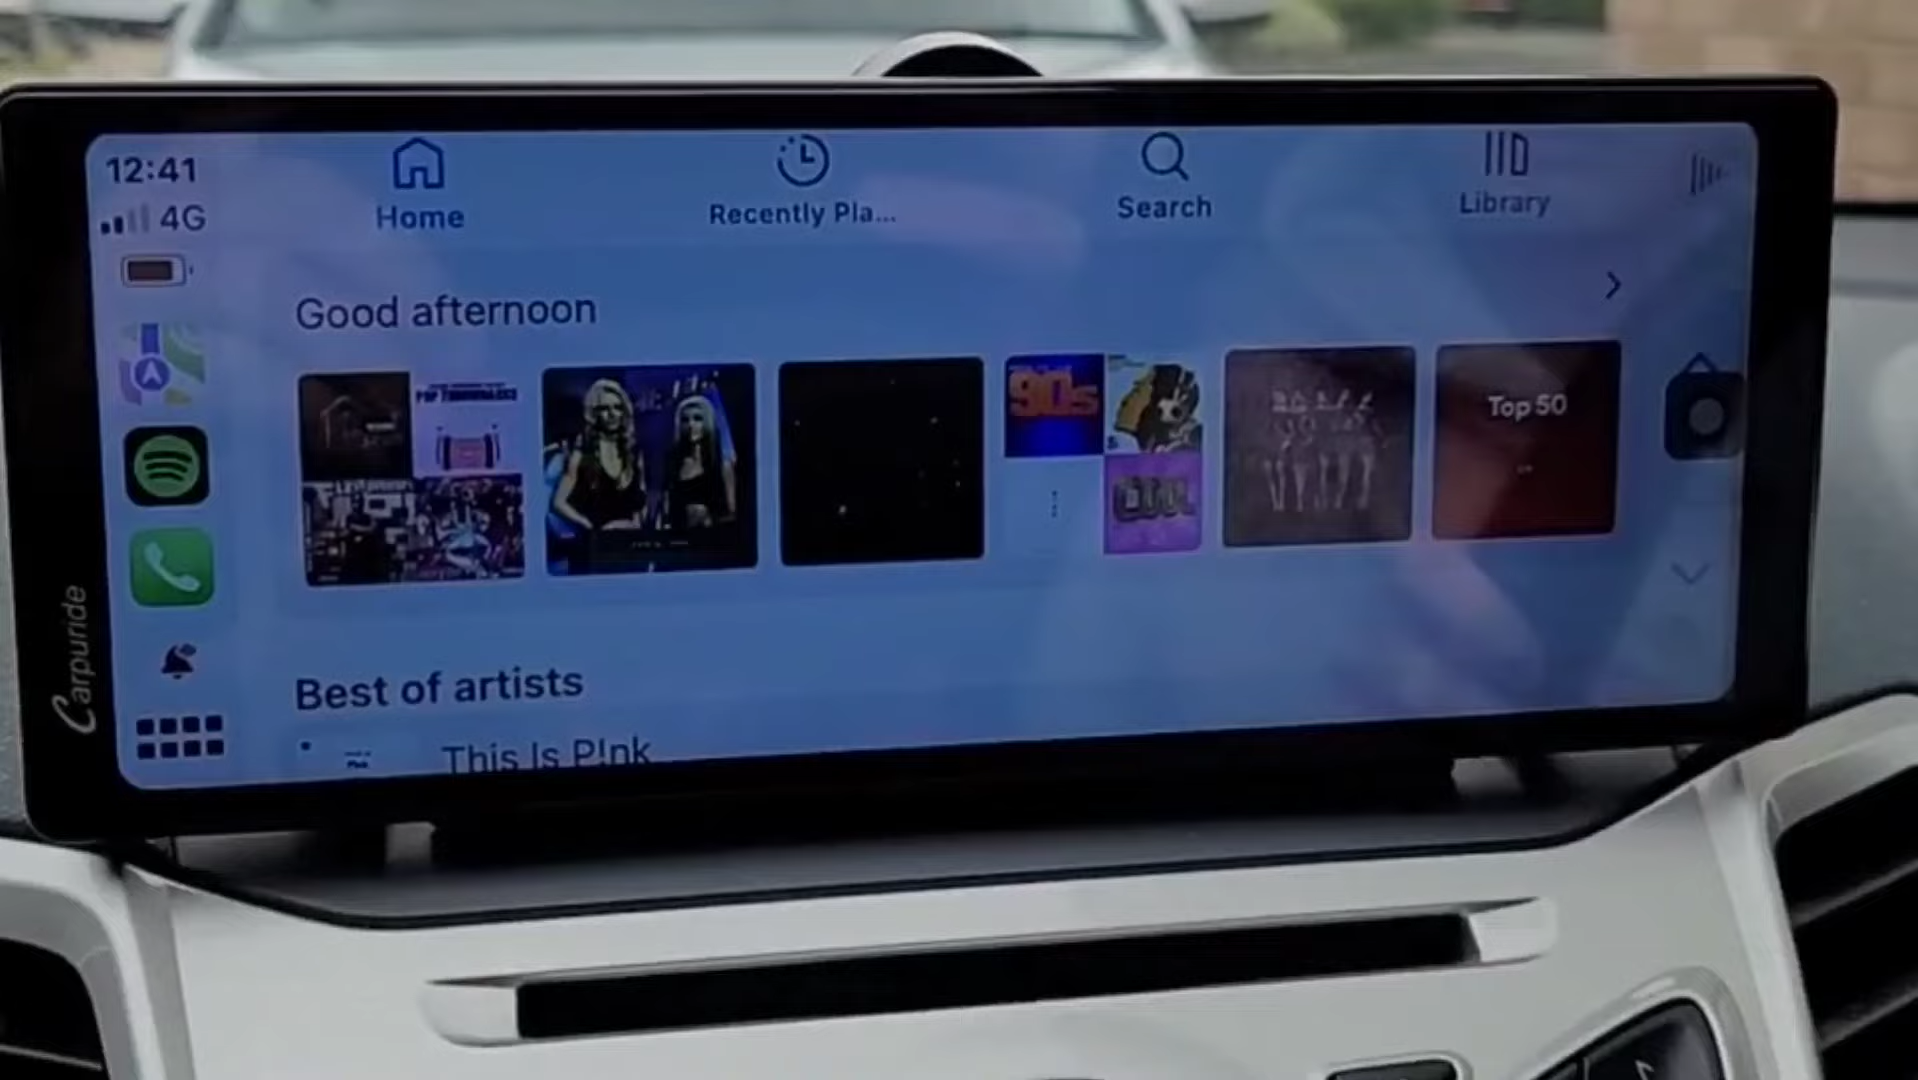 12:41
4G
Home
Recently Pla...
Search
Library
Good afternoon
90s
Top 50
Best of artists
This Is P!nk
Carpuride